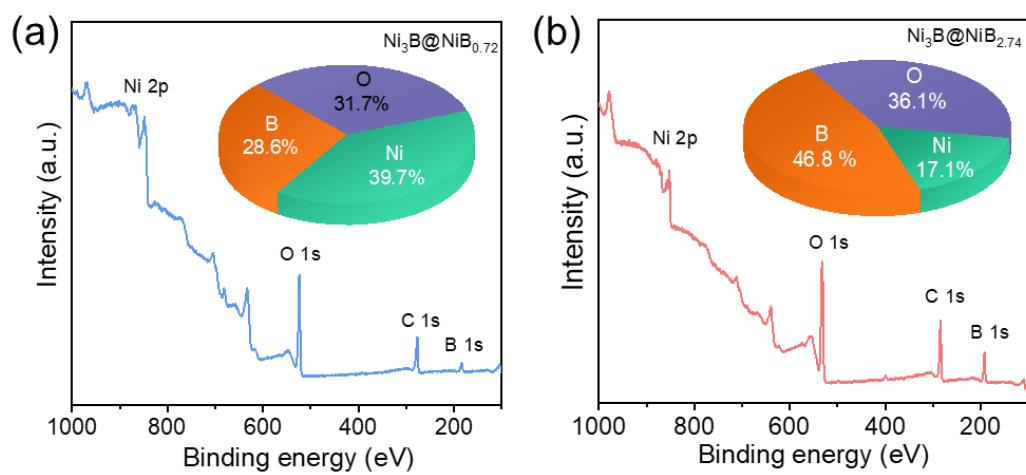 (a)
Ni₃B@NiB₀.₇₂
Ni 2p
O
31.7%
B
28.6%
Ni
39.7%
O 1s
C 1s
B 1s
Intensity (a.u.)
1000 800 600 400 200
Binding energy (eV)
(b)
Ni₃B@NiB₂.₇₄
Ni 2p
O
36.1%
B
46.8 %
Ni
17.1%
O 1s
C 1s
B 1s
Intensity (a.u.)
1000 800 600 400 200
Binding energy (eV)